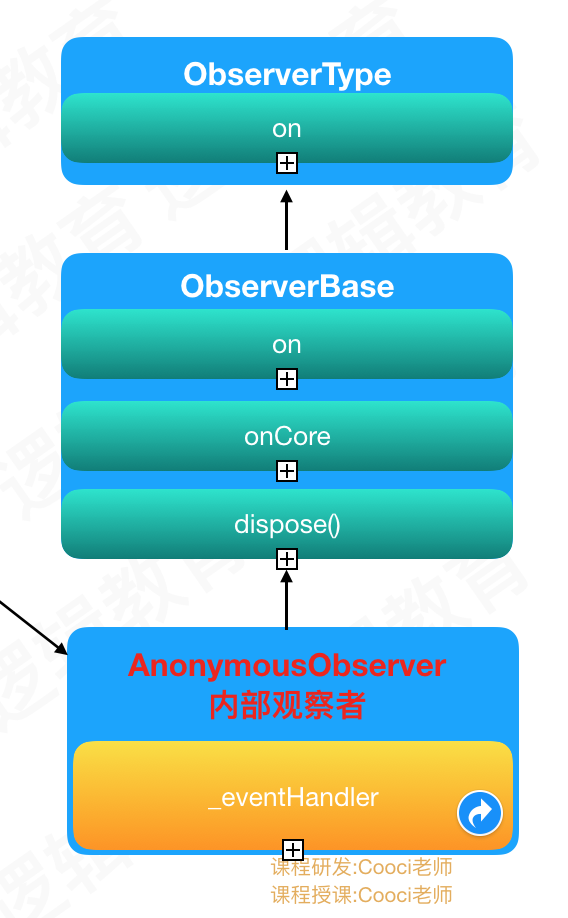 ObserverType
on
ObserverBase
on
onCore
dispose()
AnonymousObserver
内部观察者
_eventHandler
课程研发:Cooci老师
课程授课:Cooci老师